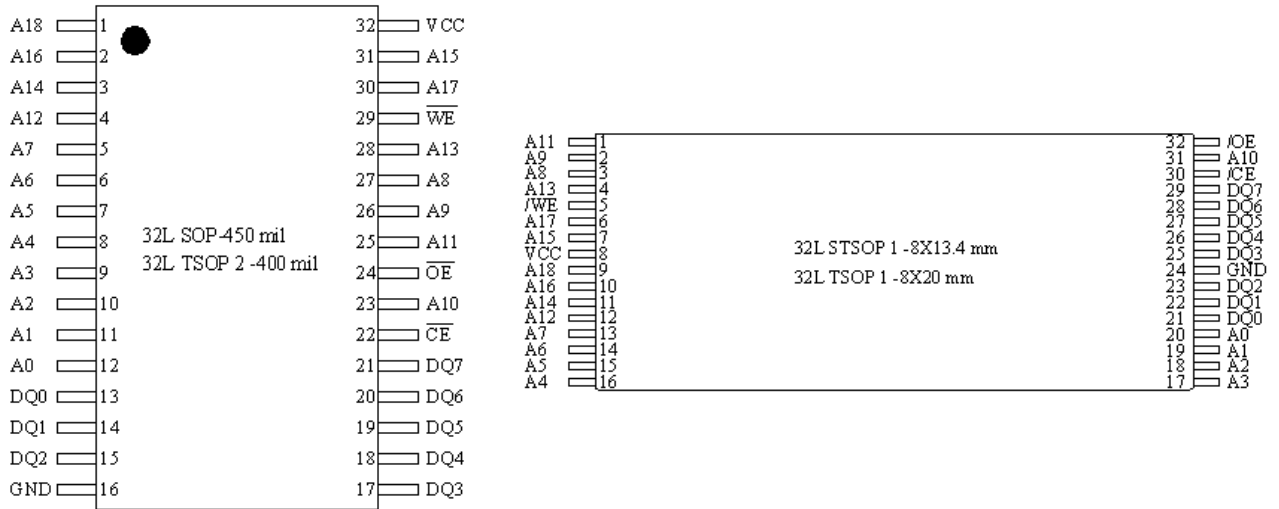 A18 1 32 VCC
A16 2 31 A15
A14 3 30 A17
A12 4 29 W̅E̅
A7 5 28 A13
A6 6 27 A8
A5 7 26 A9
A4 8 25 A11
A3 9 24 O̅E̅
A2 10 23 A10
A1 11 22 C̅E̅
A0 12 21 DQ7
DQ0 13 20 DQ6
DQ1 14 19 DQ5
DQ2 15 18 DQ4
GND 16 17 DQ3
32L SOP-450 mil
32L TSOP 2 -400 mil
A11 1 32 /OE
A9 2 31 A10
A8 3 30 /CE
A13 4 29 DQ7
/WE 5 28 DQ6
A17 6 27 DQ5
A15 7 26 DQ4
VCC 8 25 DQ3
A18 9 24 GND
A16 10 23 DQ2
A14 11 22 DQ1
A12 12 21 DQ0
A7 13 20 A0
A6 14 19 A1
A5 15 18 A2
A4 16 17 A3
32L STSOP 1 -8X13.4 mm
32L TSOP 1 -8X20 mm